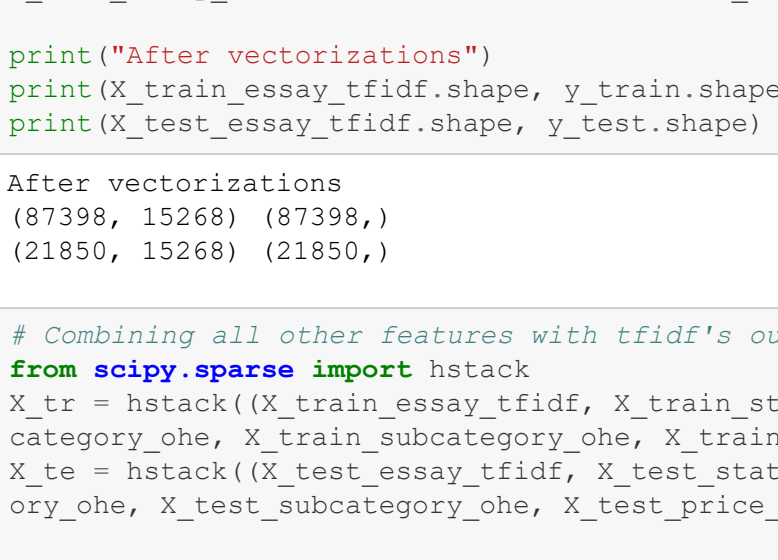 print("After vectorizations")
print(X_train_essay_tfidf.shape, y_train.shape
print(X_test_essay_tfidf.shape, y_test.shape)
After vectorizations
(87398, 15268) (87398,)
(21850, 15268) (21850,)
# Combining all other features with tfidf's ou
from scipy.sparse import hstack
X_tr = hstack((X_train_essay_tfidf, X_train_st
category_ohe, X_train_subcategory_ohe, X_train
X_te = hstack((X_test_essay_tfidf, X_test_stat
ory_ohe, X_test_subcategory_ohe, X_test_price_